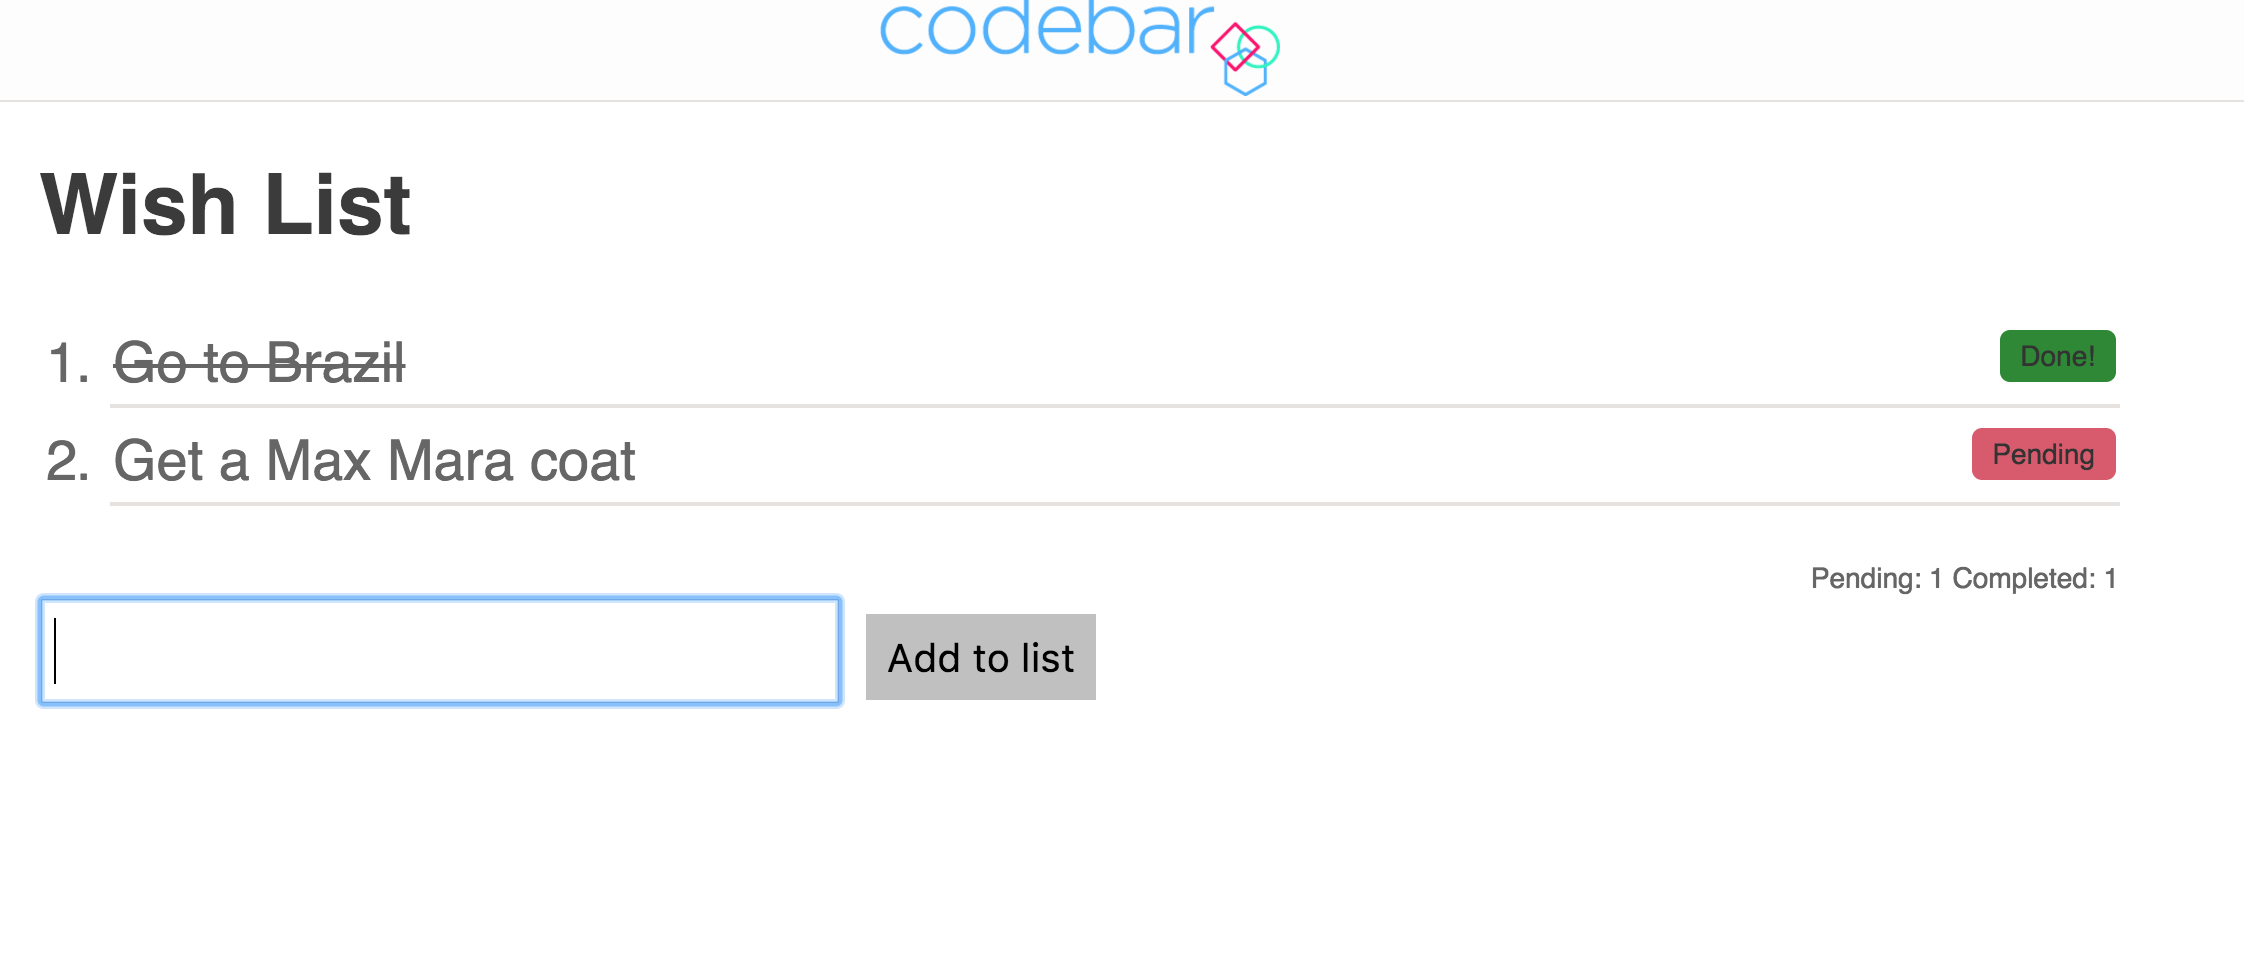 codebar
Wish List
1. Go to Brazil
Done!
2. Get a Max Mara coat
Pending
Pending: 1 Completed: 1
Add to list